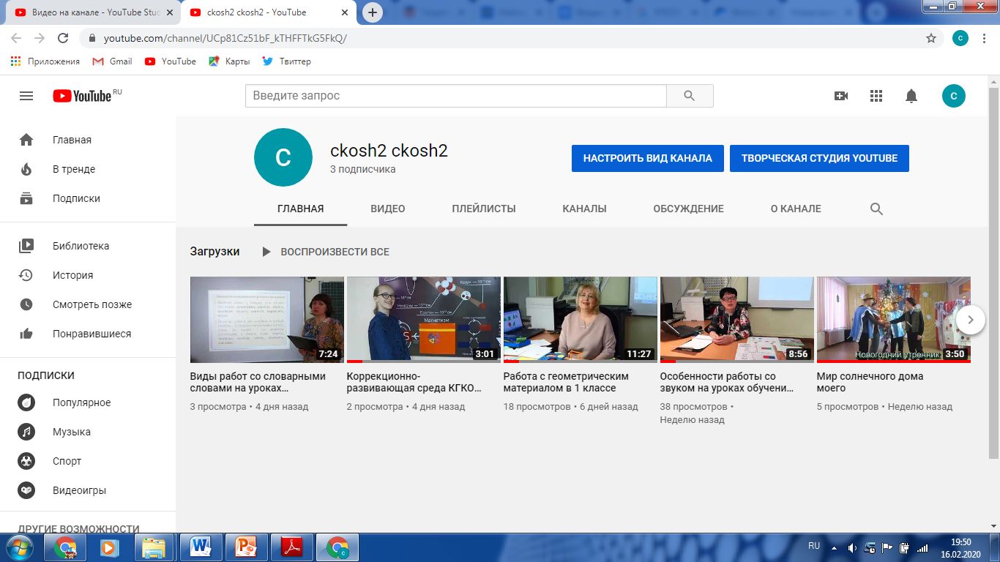 Видео на канале - YouTube Stud
ckosh2 ckosh2 - YouTube
youtube.com/channel/UCp81Cz51bF_kTHFFTkG5FkQ/
Приложения
Gmail
YouTube
Карты
Твиттер
YouTube RU
Введите запрос
C
Главная
В тренде
Подписки
Библиотека
История
Смотреть позже
Понравившиеся
ПОДПИСКИ
Популярное
Музыка
Спорт
Видеоигры
ДРУГИЕ ВОЗМОЖНОСТИ
C
ckosh2 ckosh2
3 подписчика
НАСТРОИТЬ ВИД КАНАЛА
ТВОРЧЕСКАЯ СТУДИЯ YOUTUBE
ГЛАВНАЯ
ВИДЕО
ПЛЕЙЛИСТЫ
КАНАЛЫ
ОБСУЖДЕНИЕ
О КАНАЛЕ
Загрузки
ВОСПРОИЗВЕСТИ ВСЕ
7:24
Виды работ со словарными
словами на уроках...
3 просмотра • 4 дня назад
Магнетизм
3:01
Коррекционно-
развивающая среда КГКО...
2 просмотра • 4 дня назад
11:27
Работа с геометрическим
материалом в 1 классе
18 просмотров • 6 дней назад
8:56
Особенности работы со
звуком на уроках обучени...
38 просмотров •
Неделю назад
Новогодний утренник
3:50
Мир солнечного дома
моего
5 просмотров • Неделю назад
RU
19:50
16.02.2020